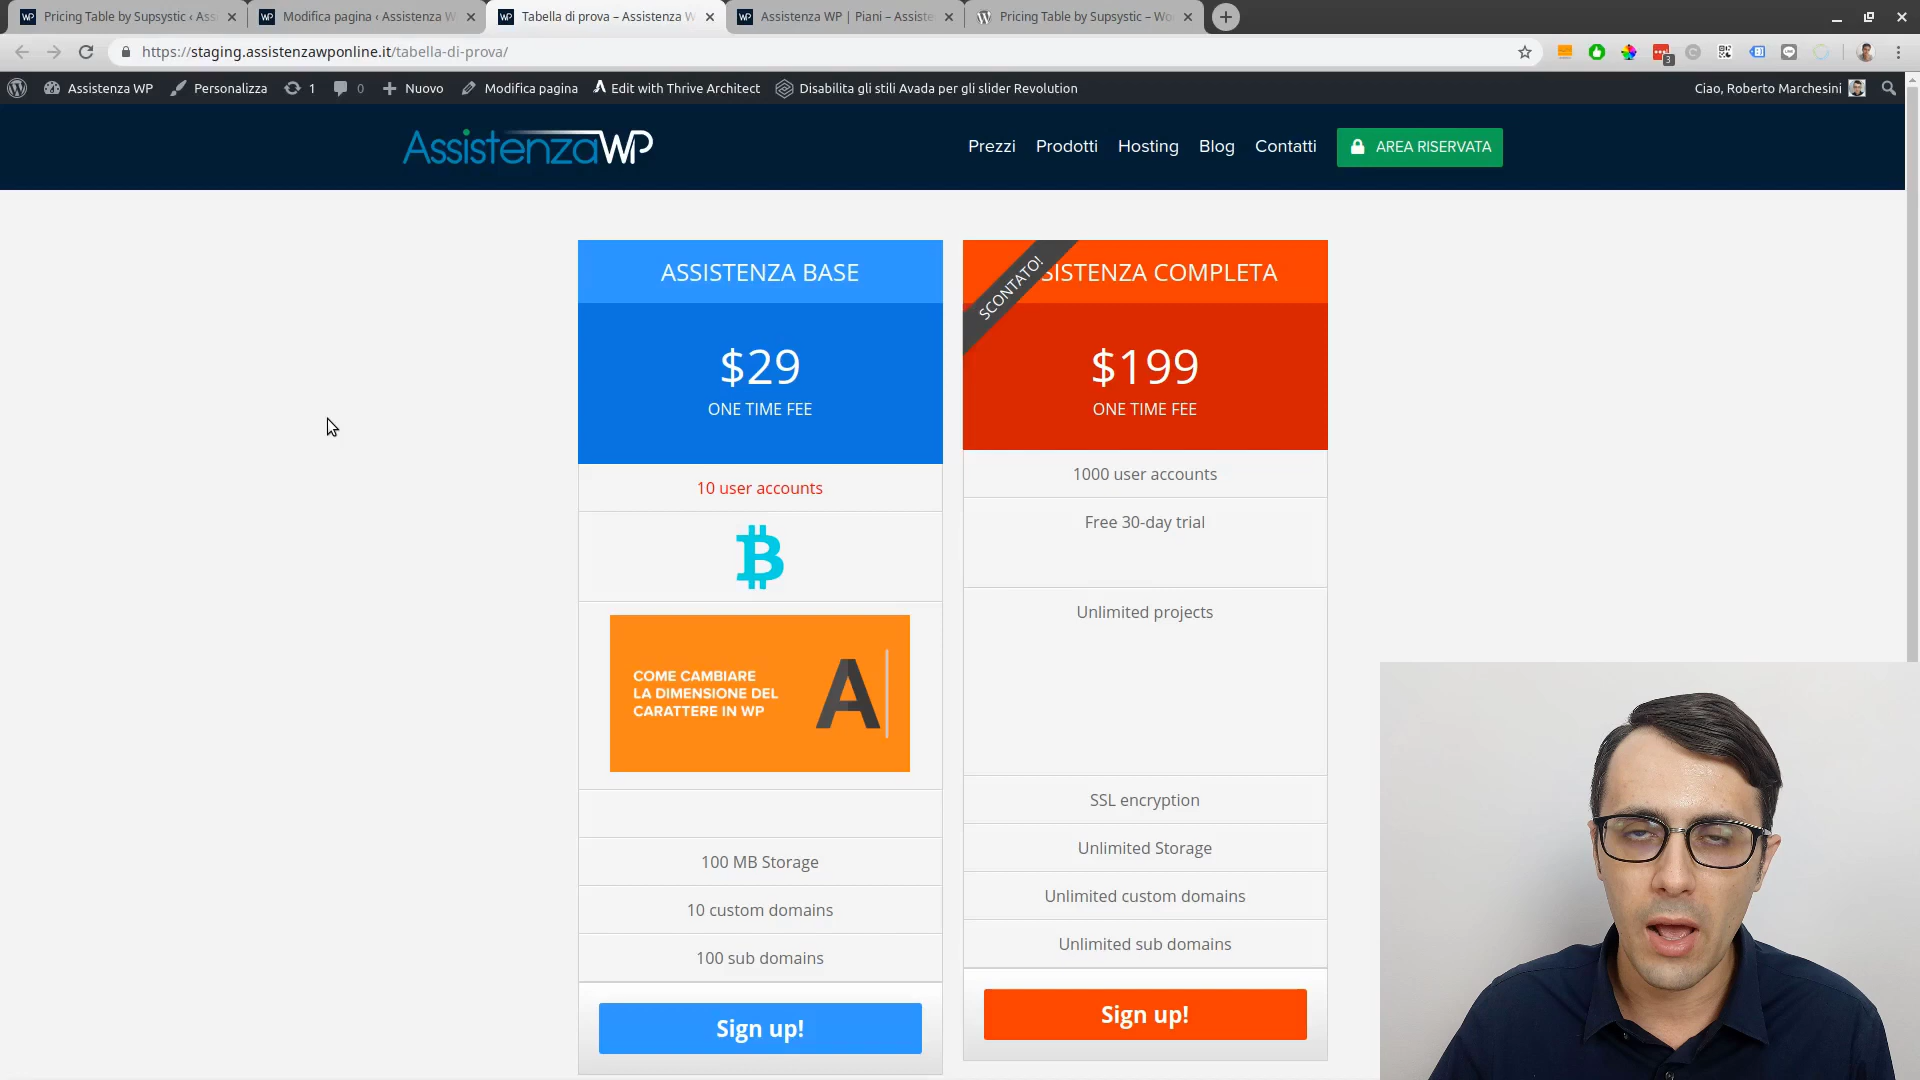 Pricing Table by Supsystic ‹ Ass
Modifica pagina ‹ Assistenza W
Tabella di prova – Assistenza W
Assistenza WP | Piani – Assiste
Pricing Table by Supsystic – Wo
https://staging.assistenzawponline.it/tabella-di-prova/
3
Assistenza WP
Personalizza
1
0
Nuovo
Modifica pagina
Edit with Thrive Architect
Disabilita gli stili Avada per gli slider Revolution
Ciao, Roberto Marchesini
AssistenzaWP
Prezzi
Prodotti
Hosting
Blog
Contatti
AREA RISERVATA
ASSISTENZA BASE
$29
ONE TIME FEE
10 user accounts
COME CAMBIARE
LA DIMENSIONE DEL
CARATTERE IN WP
A
100 MB Storage
10 custom domains
100 sub domains
Sign up!
SCONTATO!
SISTENZA COMPLETA
$199
ONE TIME FEE
1000 user accounts
Free 30-day trial
Unlimited projects
SSL encryption
Unlimited Storage
Unlimited custom domains
Unlimited sub domains
Sign up!